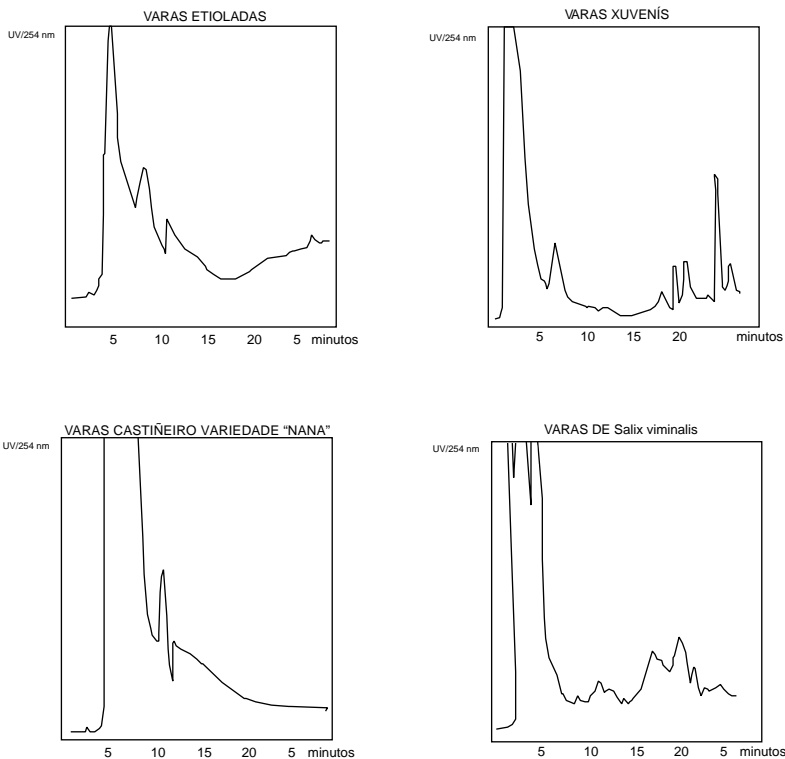 VARAS ETIOLADAS
UV/254 nm
5 10 15 20 5 minutos
VARAS XUVENÍS
UV/254 nm
5 10 15 20 minutos
VARAS CASTIÑEIRO VARIEDADE “NANA”
UV/254 nm
5 10 15 20 5 minutos
VARAS DE Salix viminalis
UV/254 nm
5 10 15 20 5 minutos